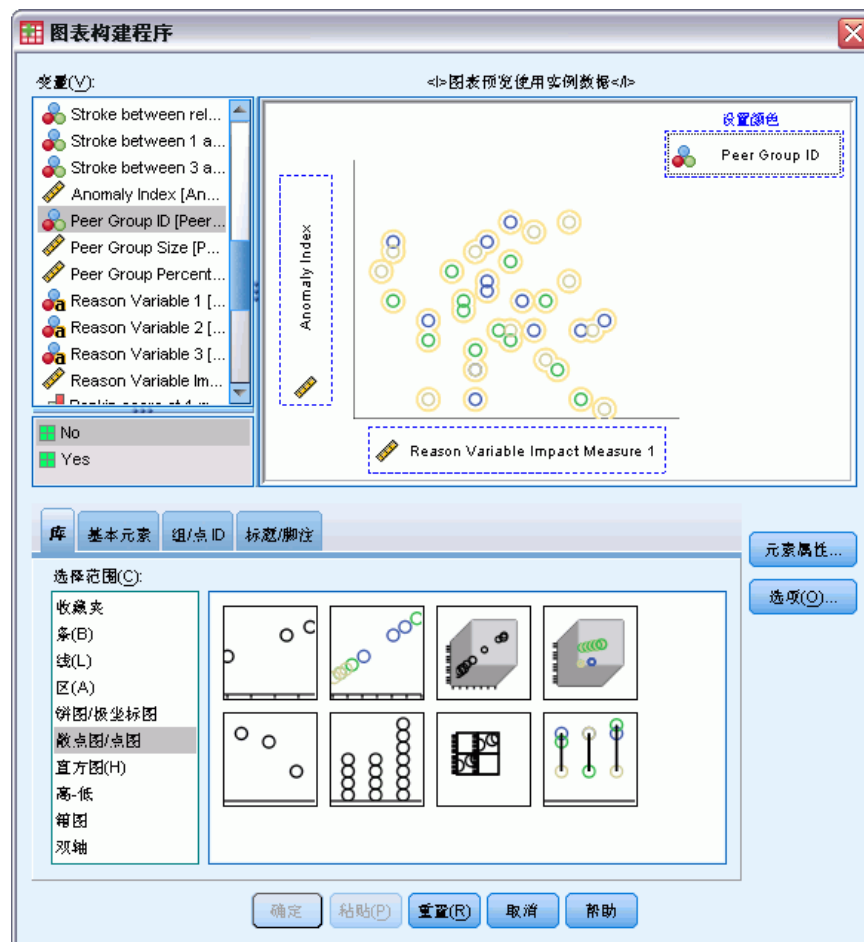 图表构建程序
变量(V):
<I>图表预览使用实例数据</I>
Stroke between rel...
Stroke between 1 a...
Stroke between 3 a...
Anomaly Index [An...
Peer Group ID [Peer...
Peer Group Size [P...
Peer Group Percent...
Reason Variable 1 [...
Reason Variable 2 [...
Reason Variable 3 [...
Reason Variable Im...
No
Yes
设置颜色
Peer Group ID
Anomaly Index
Reason Variable Impact Measure 1
库
基本元素
组/点 ID
标题/脚注
元素属性...
选项(O)...
选择范围(C):
收藏夹
条(B)
线(L)
区(A)
饼图/极坐标图
散点图/点图
直方图(H)
高-低
箱图
双轴
确定
粘贴(P)
重置(R)
取消
帮助